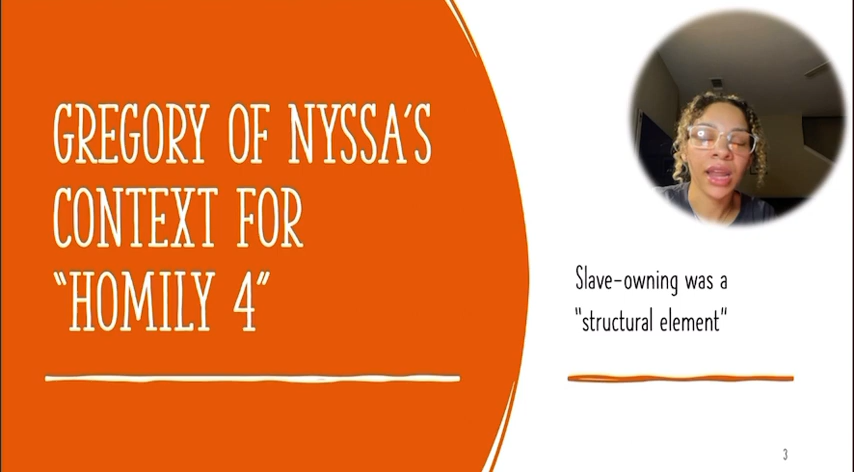 GREGORY OF NYSSA'S
CONTEXT FOR
"HOMILY 4"
Slave-owning was a
"structural element"
3